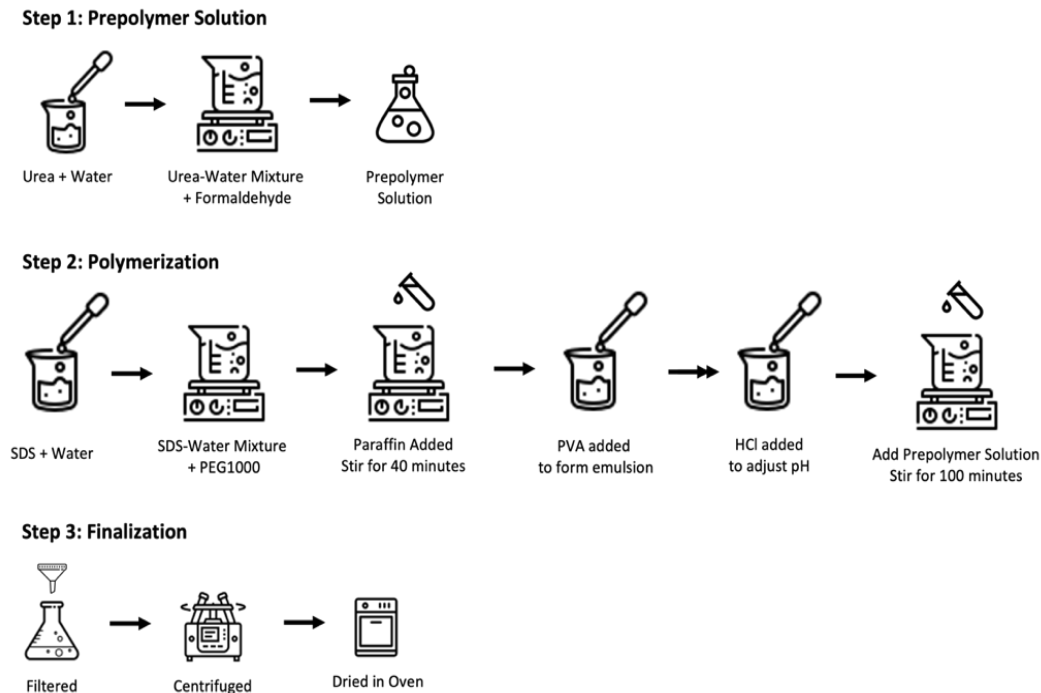 Step 1: Prepolymer Solution
Urea + Water
Urea-Water Mixture
+ Formaldehyde
Prepolymer
Solution
Step 2: Polymerization
SDS + Water
SDS-Water Mixture
+ PEG1000
Paraffin Added
Stir for 40 minutes
PVA added
to form emulsion
HCl added
to adjust pH
Add Prepolymer Solution
Stir for 100 minutes
Step 3: Finalization
Filtered
Centrifuged
Dried in Oven